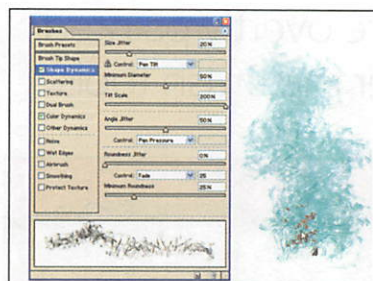 Brushes
Brush Presets
Brush Tip Shape
Shape Dynamics
Scattering
Texture
Dual Brush
Color Dynamics
Other Dynamics
Noise
Wet Edges
Airbrush
Smoothing
Protect Texture
Size Jitter 20%
Control: Pen Tilt
Minimum Diameter 50%
Tilt Scale 200%
Angle Jitter 50%
Control: Pen Pressure
Roundness Jitter 0%
Control: Fade 25
Minimum Roundness 25%